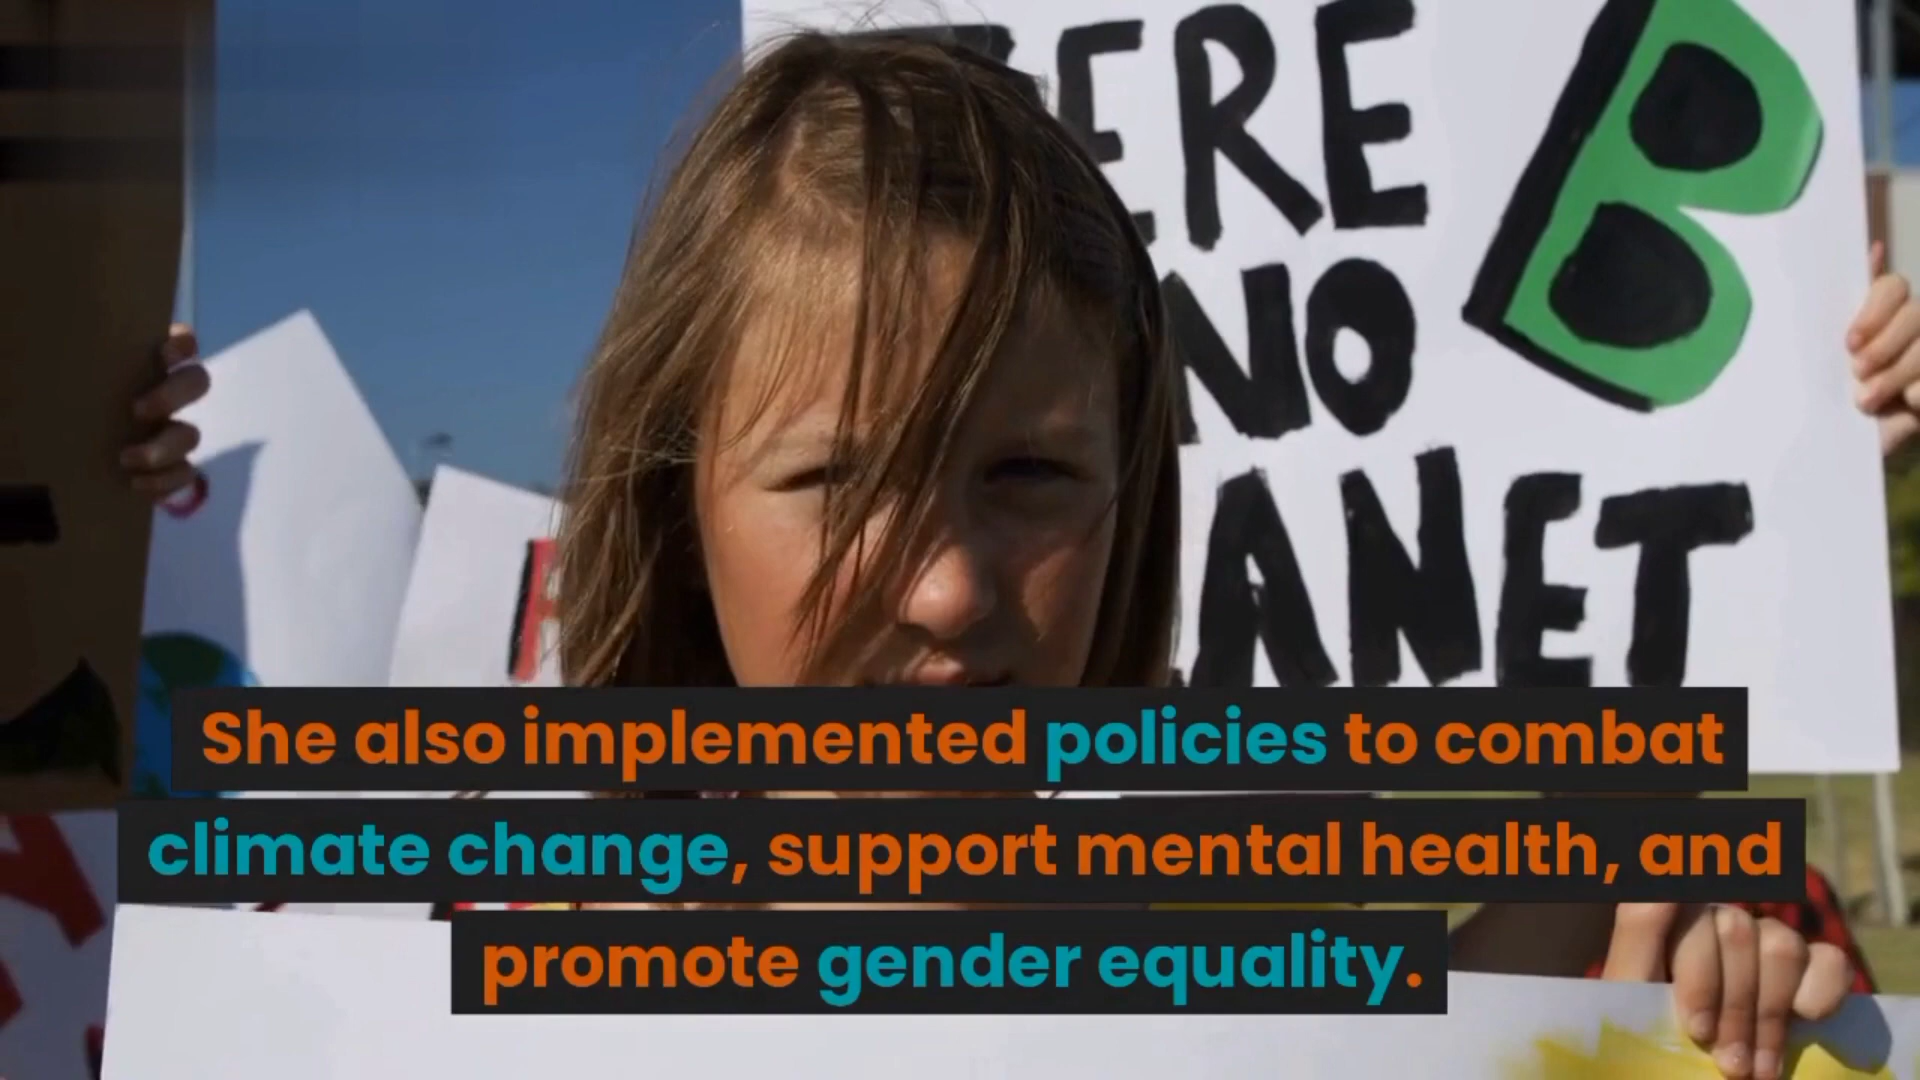 ERE
B
NO
ANET
She also implemented policies to combat
climate change, support mental health, and
promote gender equality.